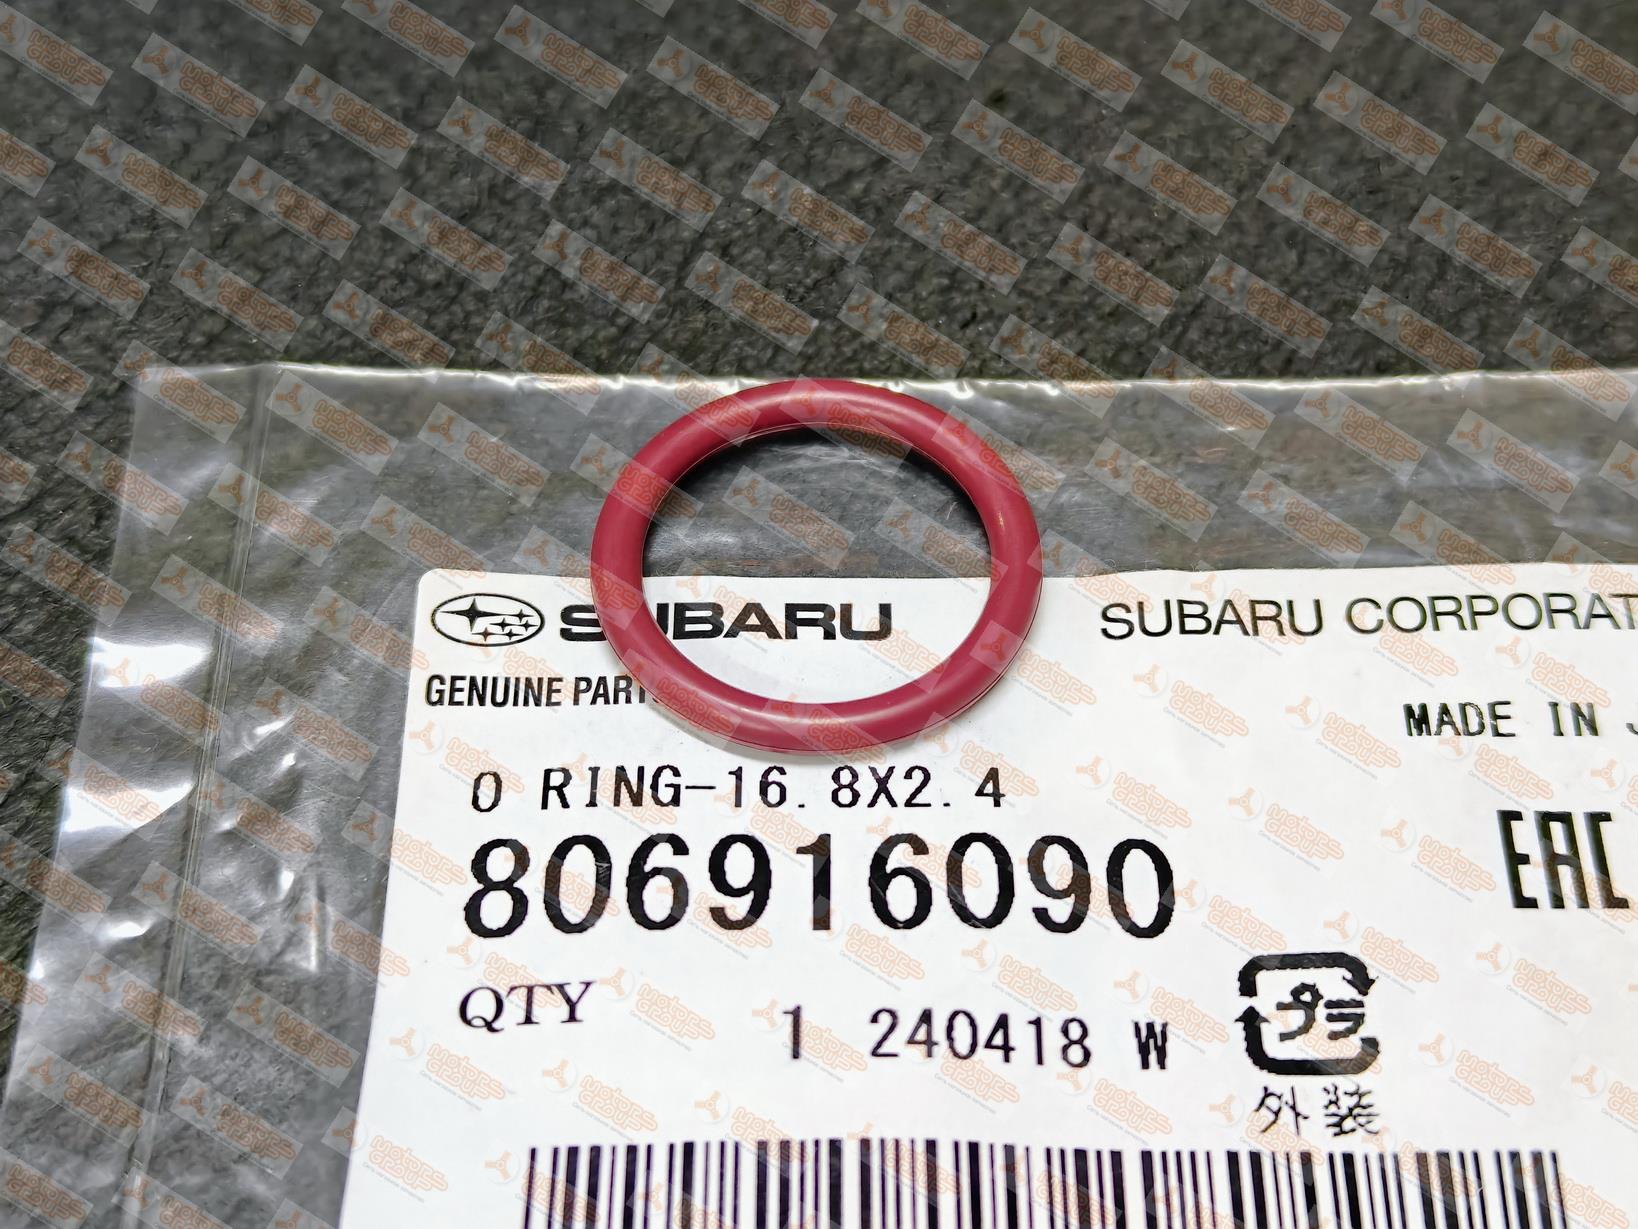 SUBARU
SUBARU CORPORAT
GENUINE PART
MADE IN J
O RING-16.8X2.4
806916090
EAC
QTY 1 240418 W
プラ
外装